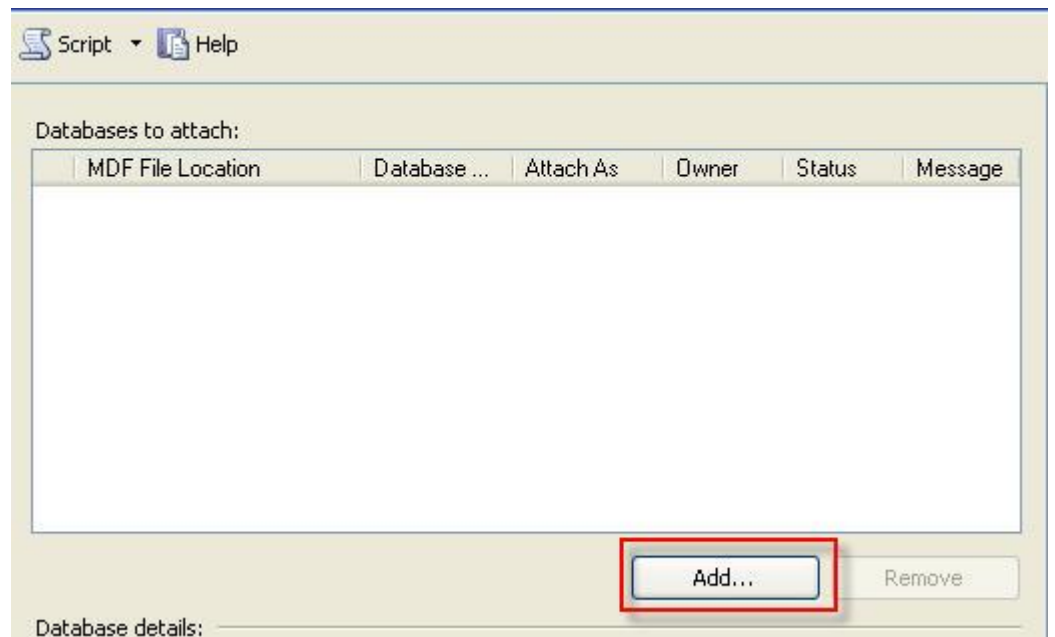 Script Help
Databases to attach:
MDF File Location Database ... Attach As Owner Status Message
Add... Remove
Database details: